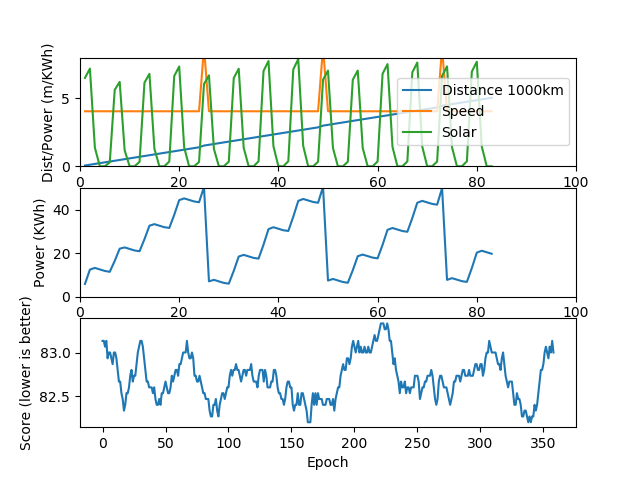 Dist/Power (m/KWh)
5
0
Distance 1000km
Speed
Solar
0 20 40 60 80 100
Power (KWh)
40
20
0
0 20 40 60 80 100
Score (lower is better)
83.0
82.5
0 50 100 150 200 250 300 350
Epoch